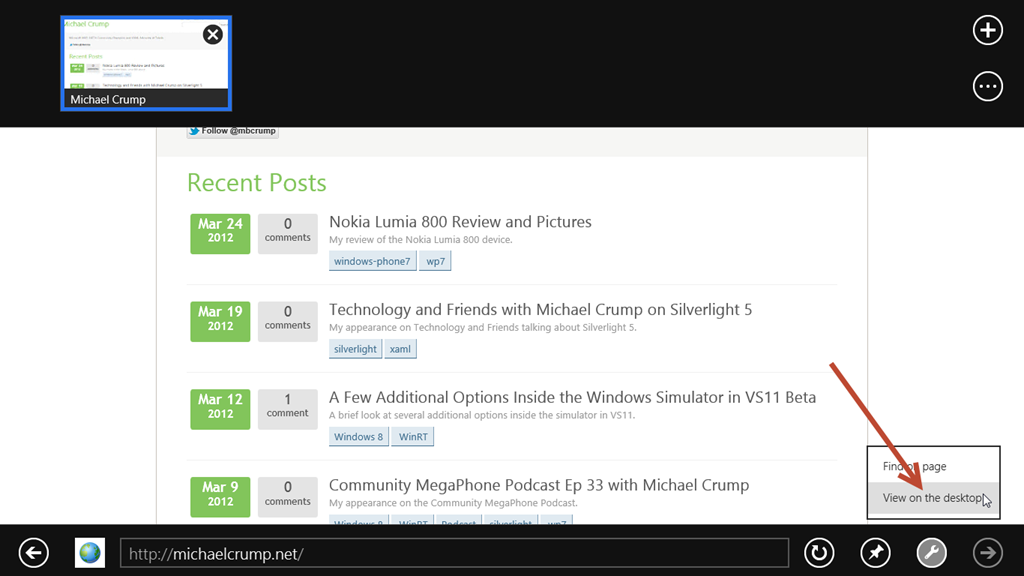 Michael Crump
Recent Posts
Michael Crump
Follow @mbcrump
Recent Posts
Mar 24
2012
0
comments
Nokia Lumia 800 Review and Pictures
My review of the Nokia Lumia 800 device.
windows-phone7 wp7
Mar 19
2012
0
comments
Technology and Friends with Michael Crump on Silverlight 5
My appearance on Technology and Friends talking about Silverlight 5.
silverlight xaml
Mar 12
2012
1
comment
A Few Additional Options Inside the Windows Simulator in VS11 Beta
A brief look at several additional options inside the simulator in VS11.
Windows 8 WinRT
Mar 9
2012
0
comments
Community MegaPhone Podcast Ep 33 with Michael Crump
My appearance on the Community MegaPhone Podcast.
Windows 8 WinRT Podcast silverlight wp7
Find on page
View on the desktop
http://michaelcrump.net/